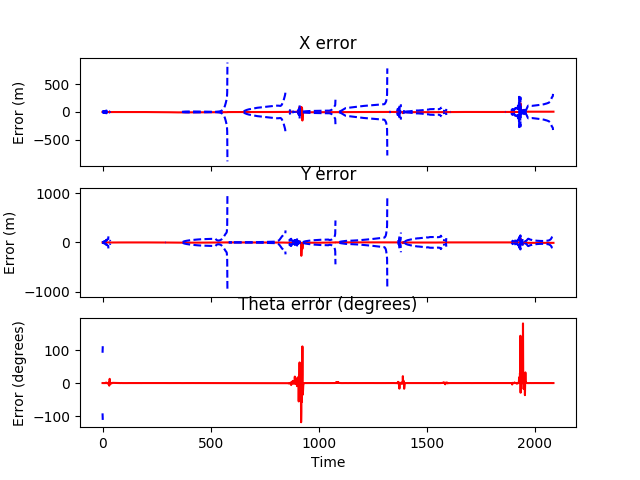 X error
500
0
−500
Error (m)
Y error
1000
0
−1000
Error (m)
Theta error (degrees)
100
0
−100
Error (degrees)
0 500 1000 1500 2000
Time